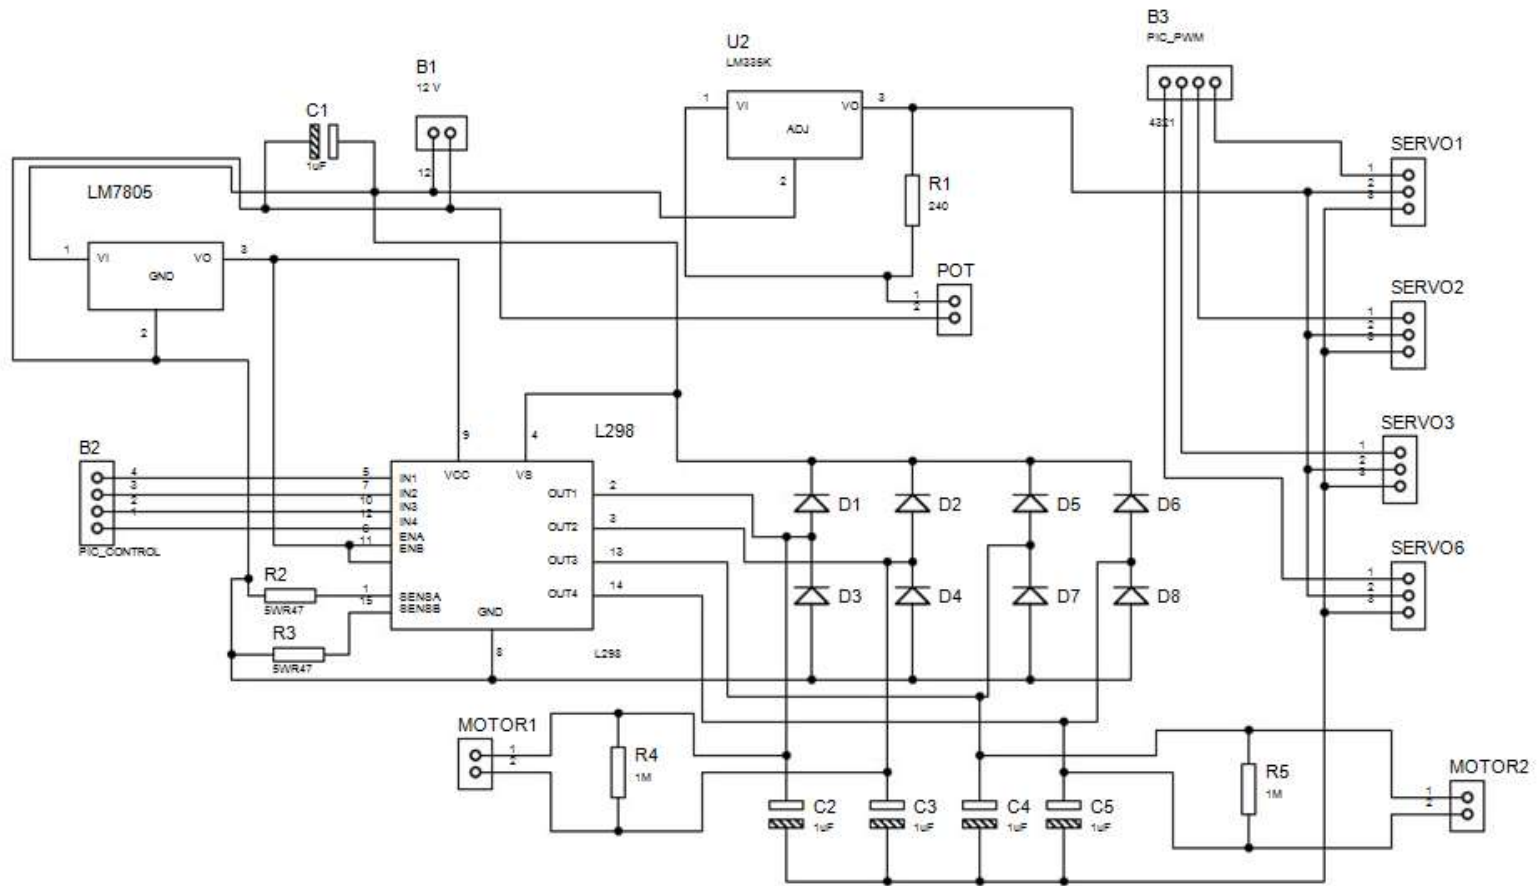 B3
PIC_PWM
4321
U2
LM335K
1
VI
VO
3
ADJ
2
B1
12 V
12
C1
1uF
LM7805
1
VI
VO
3
GND
2
R1
240
POT
1
2
SERVO1
1
2
3
SERVO2
1
2
3
SERVO3
1
2
3
SERVO6
1
2
3
B2
4
3
2
1
PIC_CONTROL
L298
9
4
VCC
VS
5
7
10
12
6
11
1
15
IN1
IN2
IN3
IN4
ENA
ENB
SENSA
SENSB
OUT1
OUT2
OUT3
OUT4
2
3
13
14
GND
8
L298
R2
5WR47
R3
5WR47
D1
D2
D5
D6
D3
D4
D7
D8
MOTOR1
1
2
R4
1M
C2
1uF
C3
1uF
C4
1uF
C5
1uF
R5
1M
MOTOR2
1
2